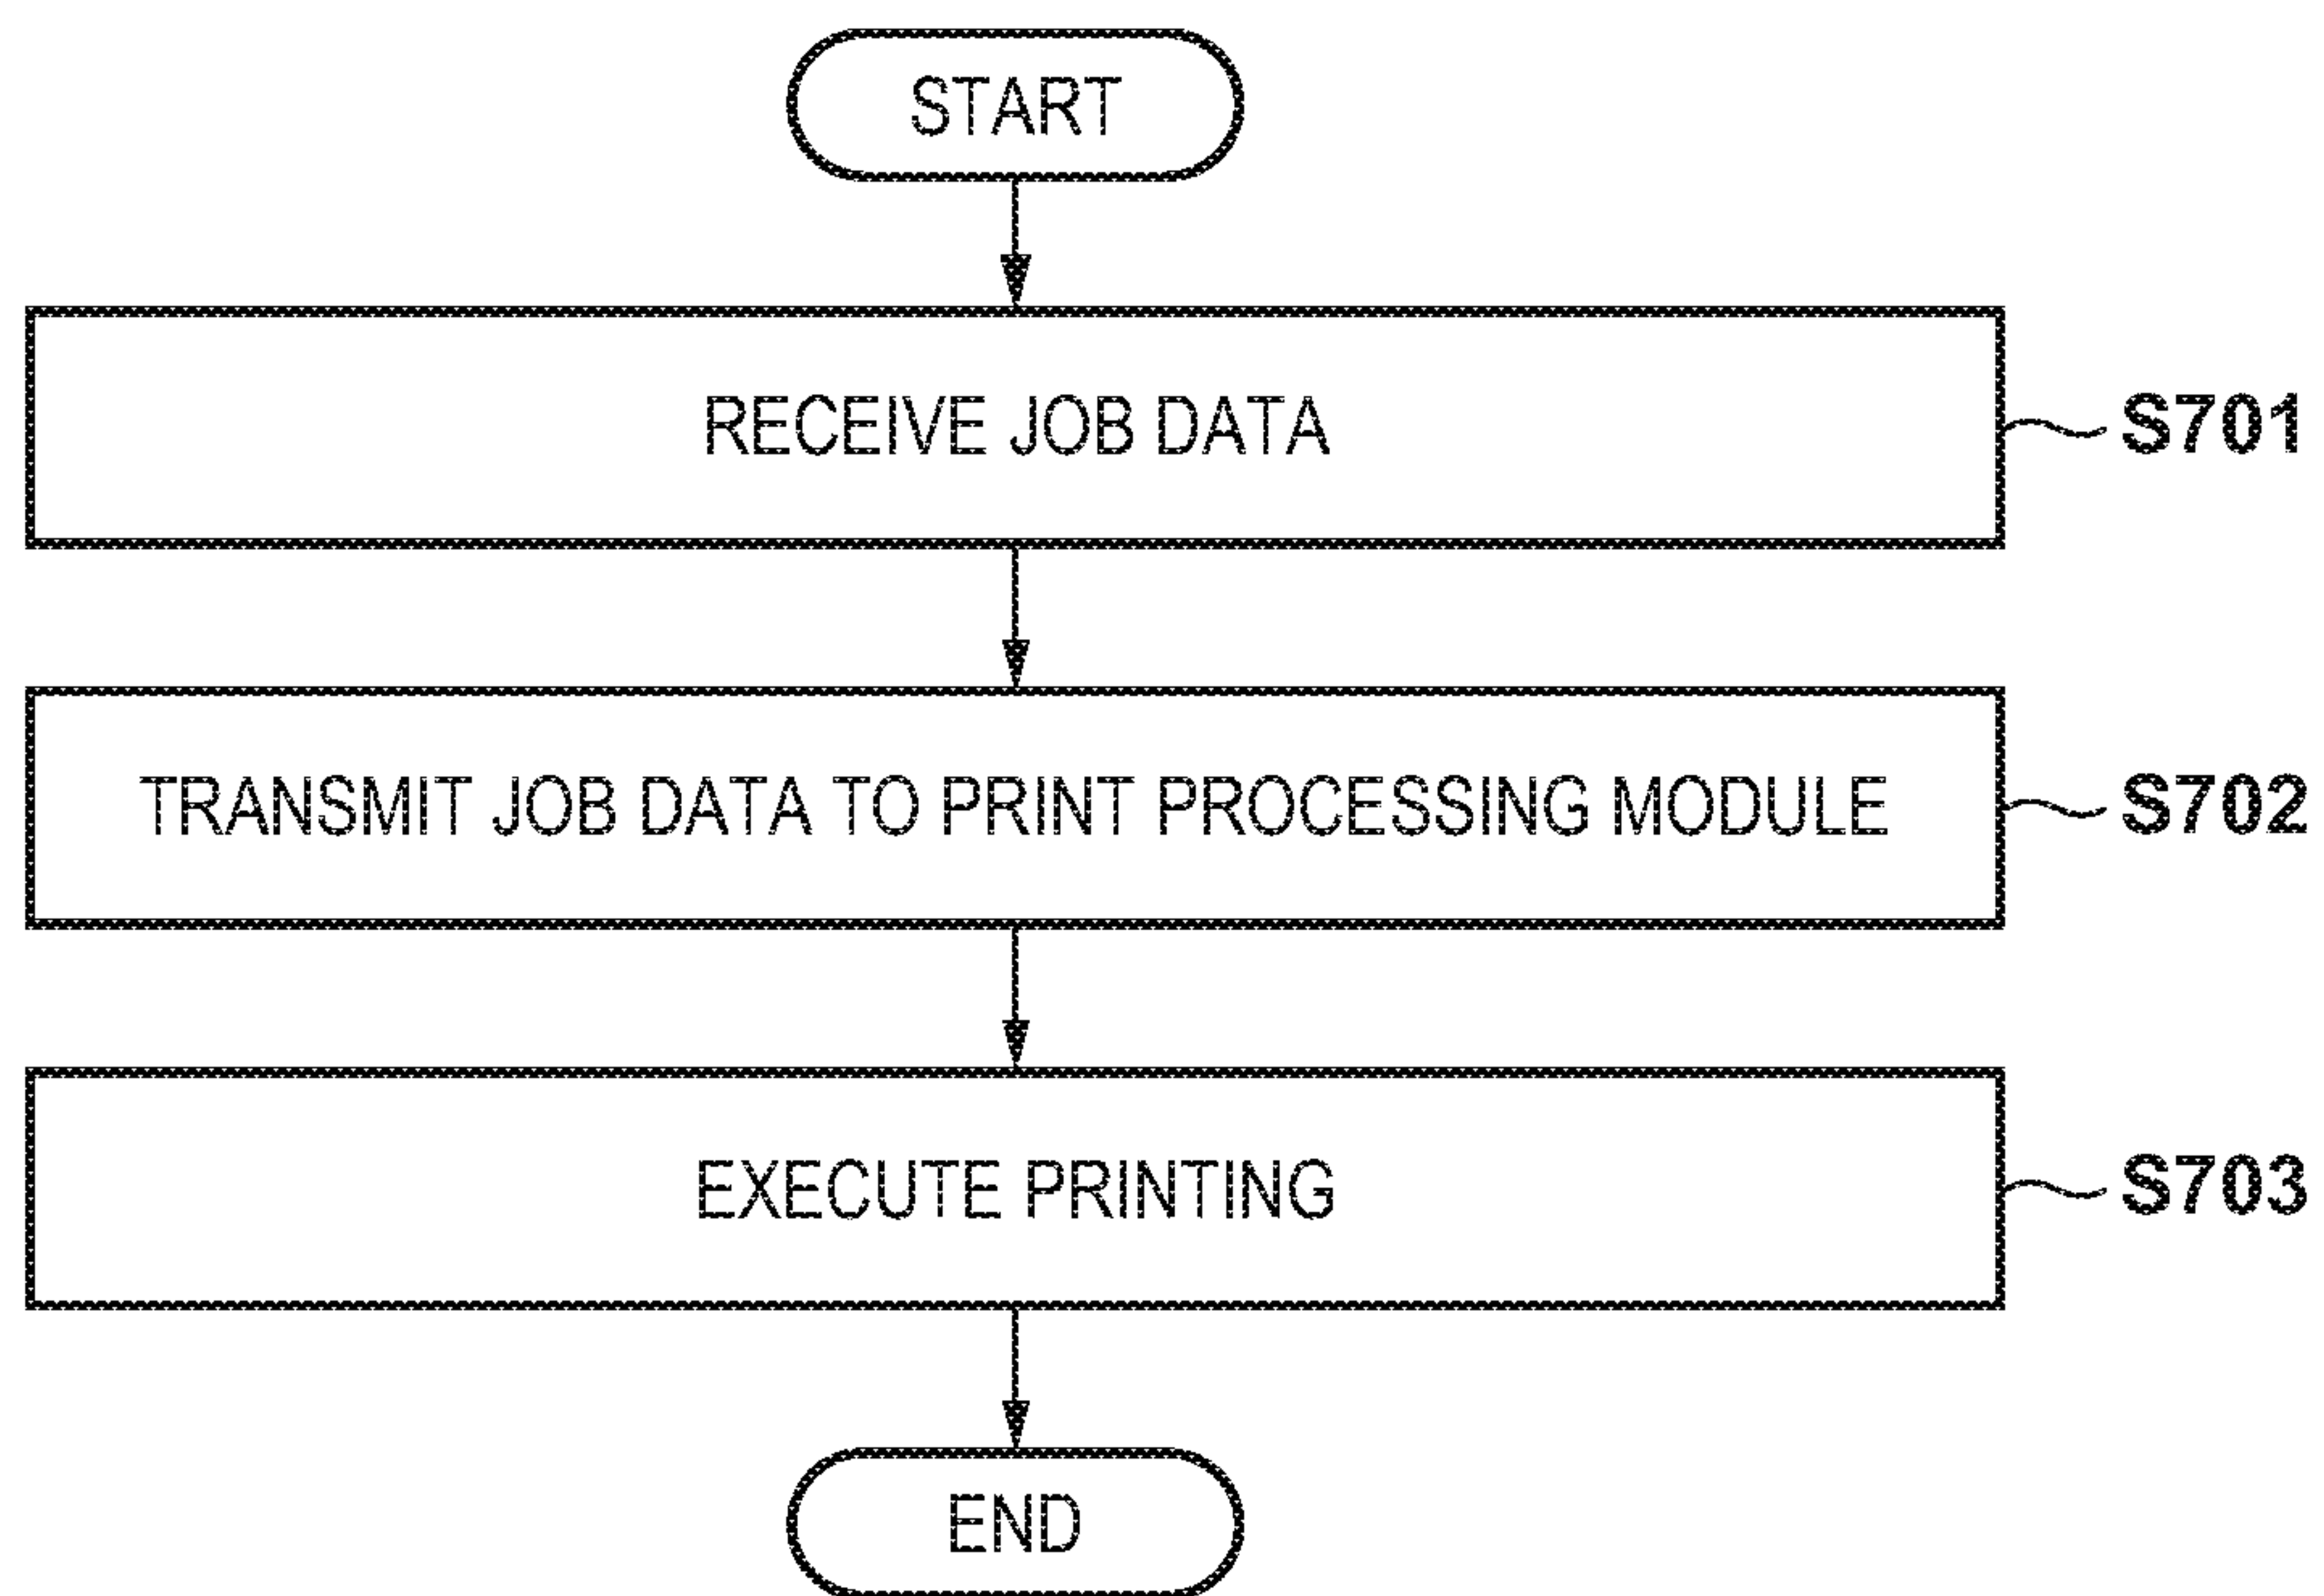 START
RECEIVE JOB DATA
S701
TRANSMIT JOB DATA TO PRINT PROCESSING MODULE
S702
EXECUTE PRINTING
S703
END